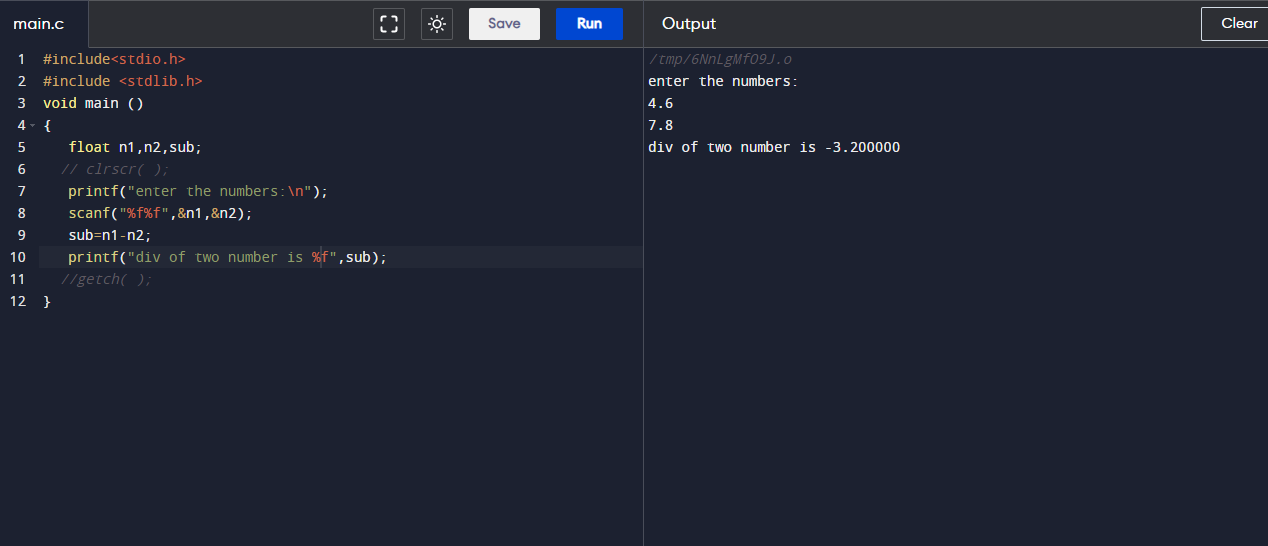 main.c
Save
Run
Output
Clear
1 #include<stdio.h>
2 #include <stdlib.h>
3 void main ()
4 {
5 float n1,n2,sub;
6 // clrscr( );
7 printf("enter the numbers:\n");
8 scanf("%f%f",&n1,&n2);
9 sub=n1-n2;
10 printf("div of two number is %f",sub);
11 //getch( );
12 }
/tmp/6NnLgMfO9J.o
enter the numbers:
4.6
7.8
div of two number is -3.200000